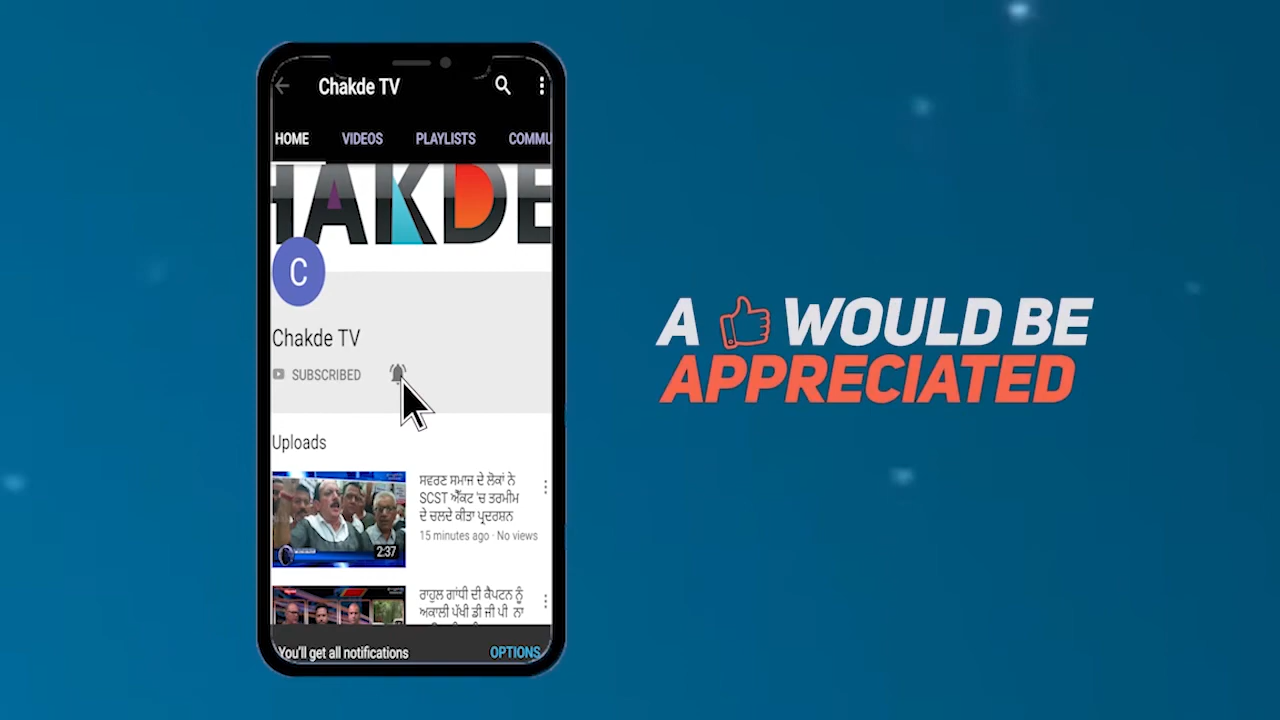 Chakde TV
HOME VIDEOS PLAYLISTS COMMU
HAKDE
C
Chakde TV
SUBSCRIBED
Uploads
2:37
ਸਵਰਣ ਸਮਾਜ ਦੇ ਲੋਕਾਂ ਨੇ
SCST ਐੱਕਟ 'ਚ ਤਰਮੀਮ
ਦੇ ਚਲਦੇ ਕੀਤਾ ਪ੍ਰਦਰਸ਼ਨ
15 minutes ago · No views
ਰਾਹੁਲ ਗਾਂਧੀ ਦੀ ਕੈਪਟਨ ਨੂੰ
ਅਕਾਲੀ ਪੱਖੀ ਡੀ ਜੀ ਪੀ ਨਾ
You'll get all notifications OPTIONS
A WOULD BE
APPRECIATED